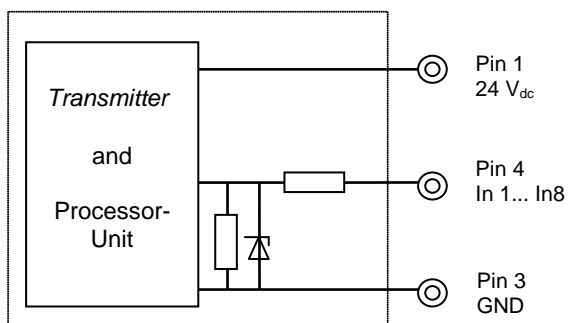 Transmitter
and
Processor-
Unit
Pin 1
24 Vdc
Pin 4
In 1... In8
Pin 3
GND